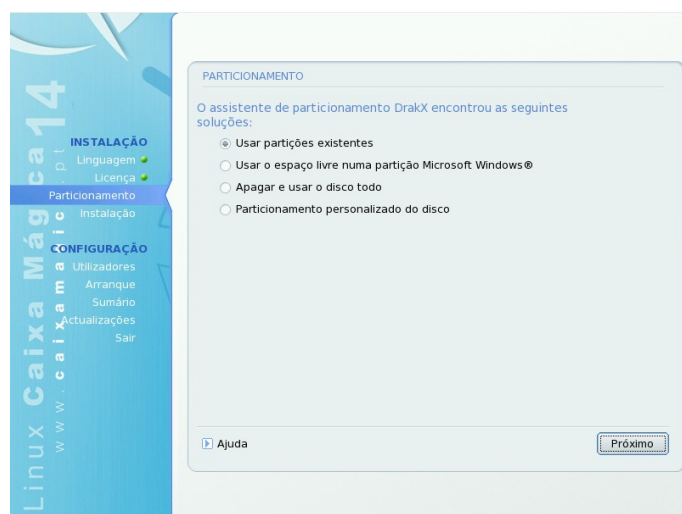 Linux Caixa Mágica 14
www.caixamagica.pt
INSTALAÇÃO
Linguagem
Licença
Particionamento
Instalação
CONFIGURAÇÃO
Utilizadores
Arranque
Sumário
Actualizações
Sair
PARTICIONAMENTO
O assistente de particionamento DrakX encontrou as seguintes
soluções:
Usar partições existentes
Usar o espaço livre numa partição Microsoft Windows®
Apagar e usar o disco todo
Particionamento personalizado do disco
Ajuda
Próximo